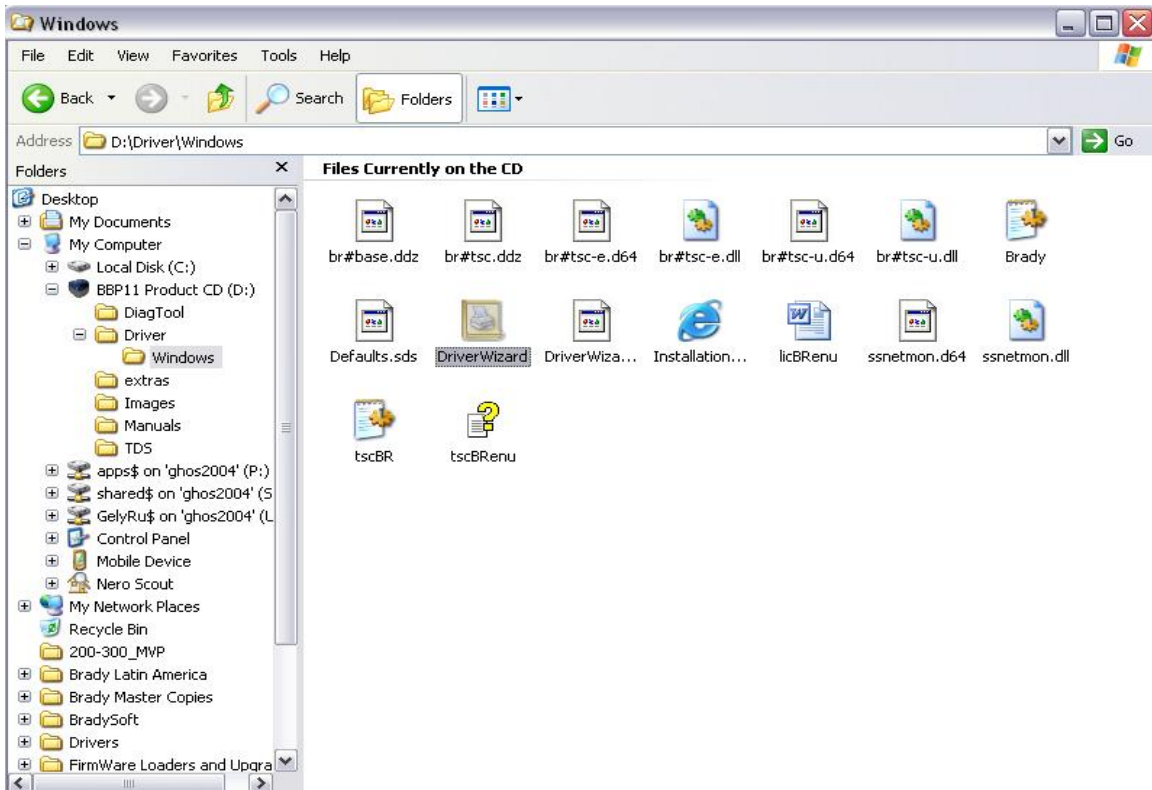 Windows
File Edit View Favorites Tools Help
Back Search Folders
Address D:\Driver\Windows Go
Folders
Files Currently on the CD
Desktop
My Documents
My Computer
Local Disk (C:)
BBP11 Product CD (D:)
DiagTool
Driver
Windows
extras
Images
Manuals
TDS
apps$ on 'ghos2004' (P:)
shared$ on 'ghos2004' (S
GelyRu$ on 'ghos2004' (L
Control Panel
Mobile Device
Nero Scout
My Network Places
Recycle Bin
200-300_MVP
Brady Latin America
Brady Master Copies
BradySoft
Drivers
FirmWare Loaders and Upgra
br#base.ddz br#tsc.ddz br#tsc-e.d64 br#tsc-e.dll br#tsc-u.d64 br#tsc-u.dll Brady
Defaults.sds DriverWizard DriverWiza... Installation... licBRenu ssnetmon.d64 ssnetmon.dll
tscBR tscBRenu